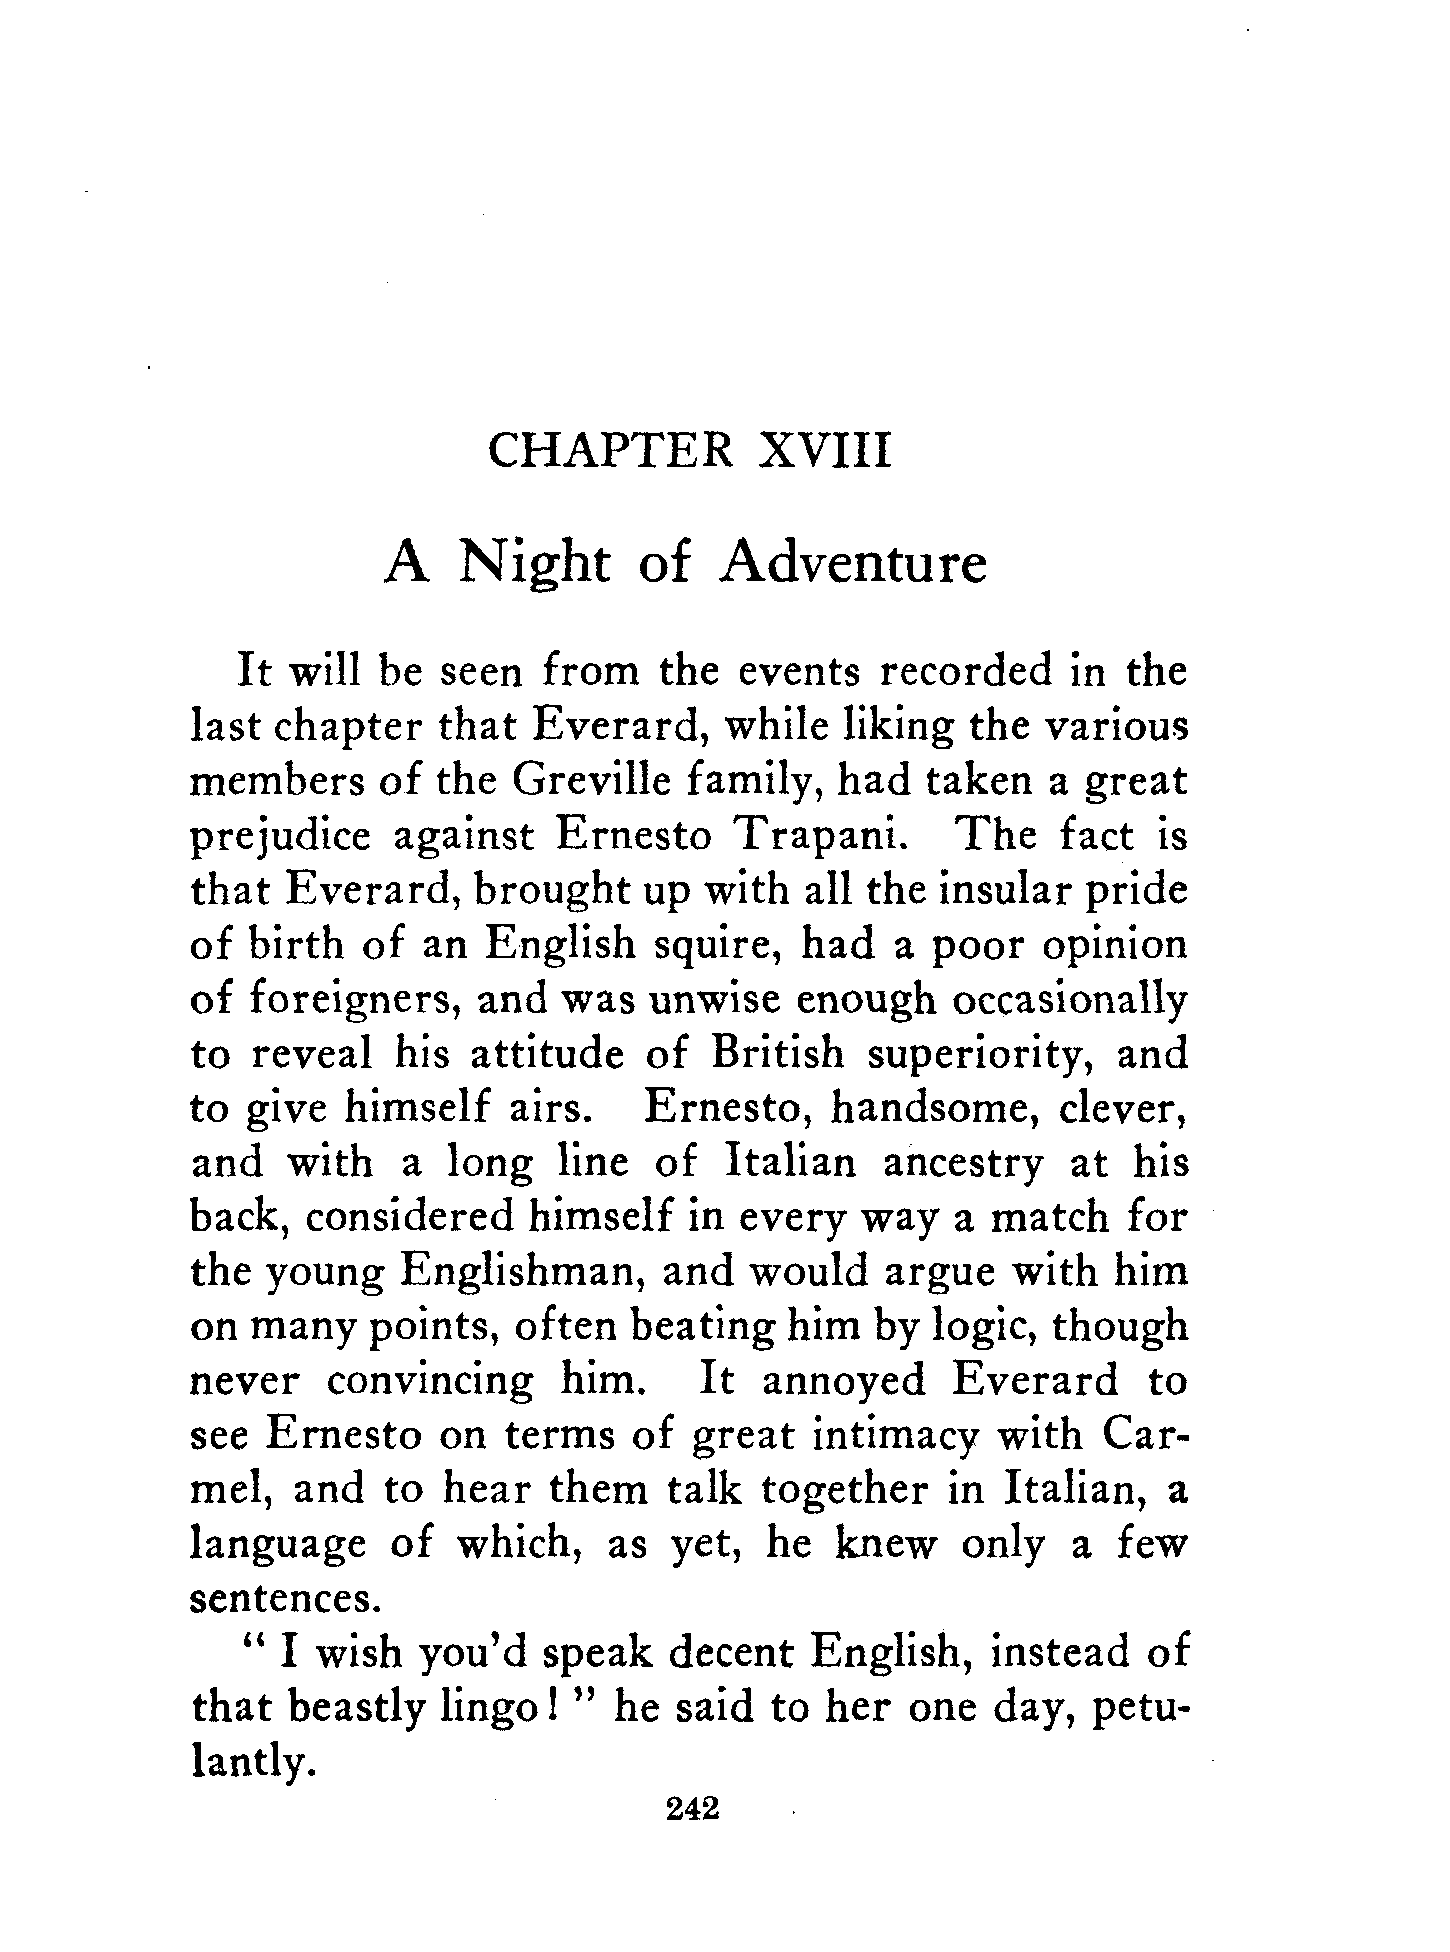 CHAPTER XVIII
A Night of Adventure
It will be seen from the events recorded in the
last chapter that Everard, while liking the various
members of the Greville family, had taken a great
prejudice against Ernesto Trapani. The fact is
that Everard, brought up with all the insular pride
of birth of an English squire, had a poor opinion
of foreigners, and was unwise enough occasionally
to reveal his attitude of British superiority, and
to give himself airs. Ernesto, handsome, clever,
and with a long line of Italian ancestry at his
back, considered himself in every way a match for
the young Englishman, and would argue with him
on many points, often beating him by logic, though
never convincing him. It annoyed Everard to
see Ernesto on terms of great intimacy with Car-
mel, and to hear them talk together in Italian, a
language of which, as yet, he knew only a few
sentences.
“ I wish you’d speak decent English, instead of
that beastly lingo! ” he said to her one day, petu-
lantly.
242